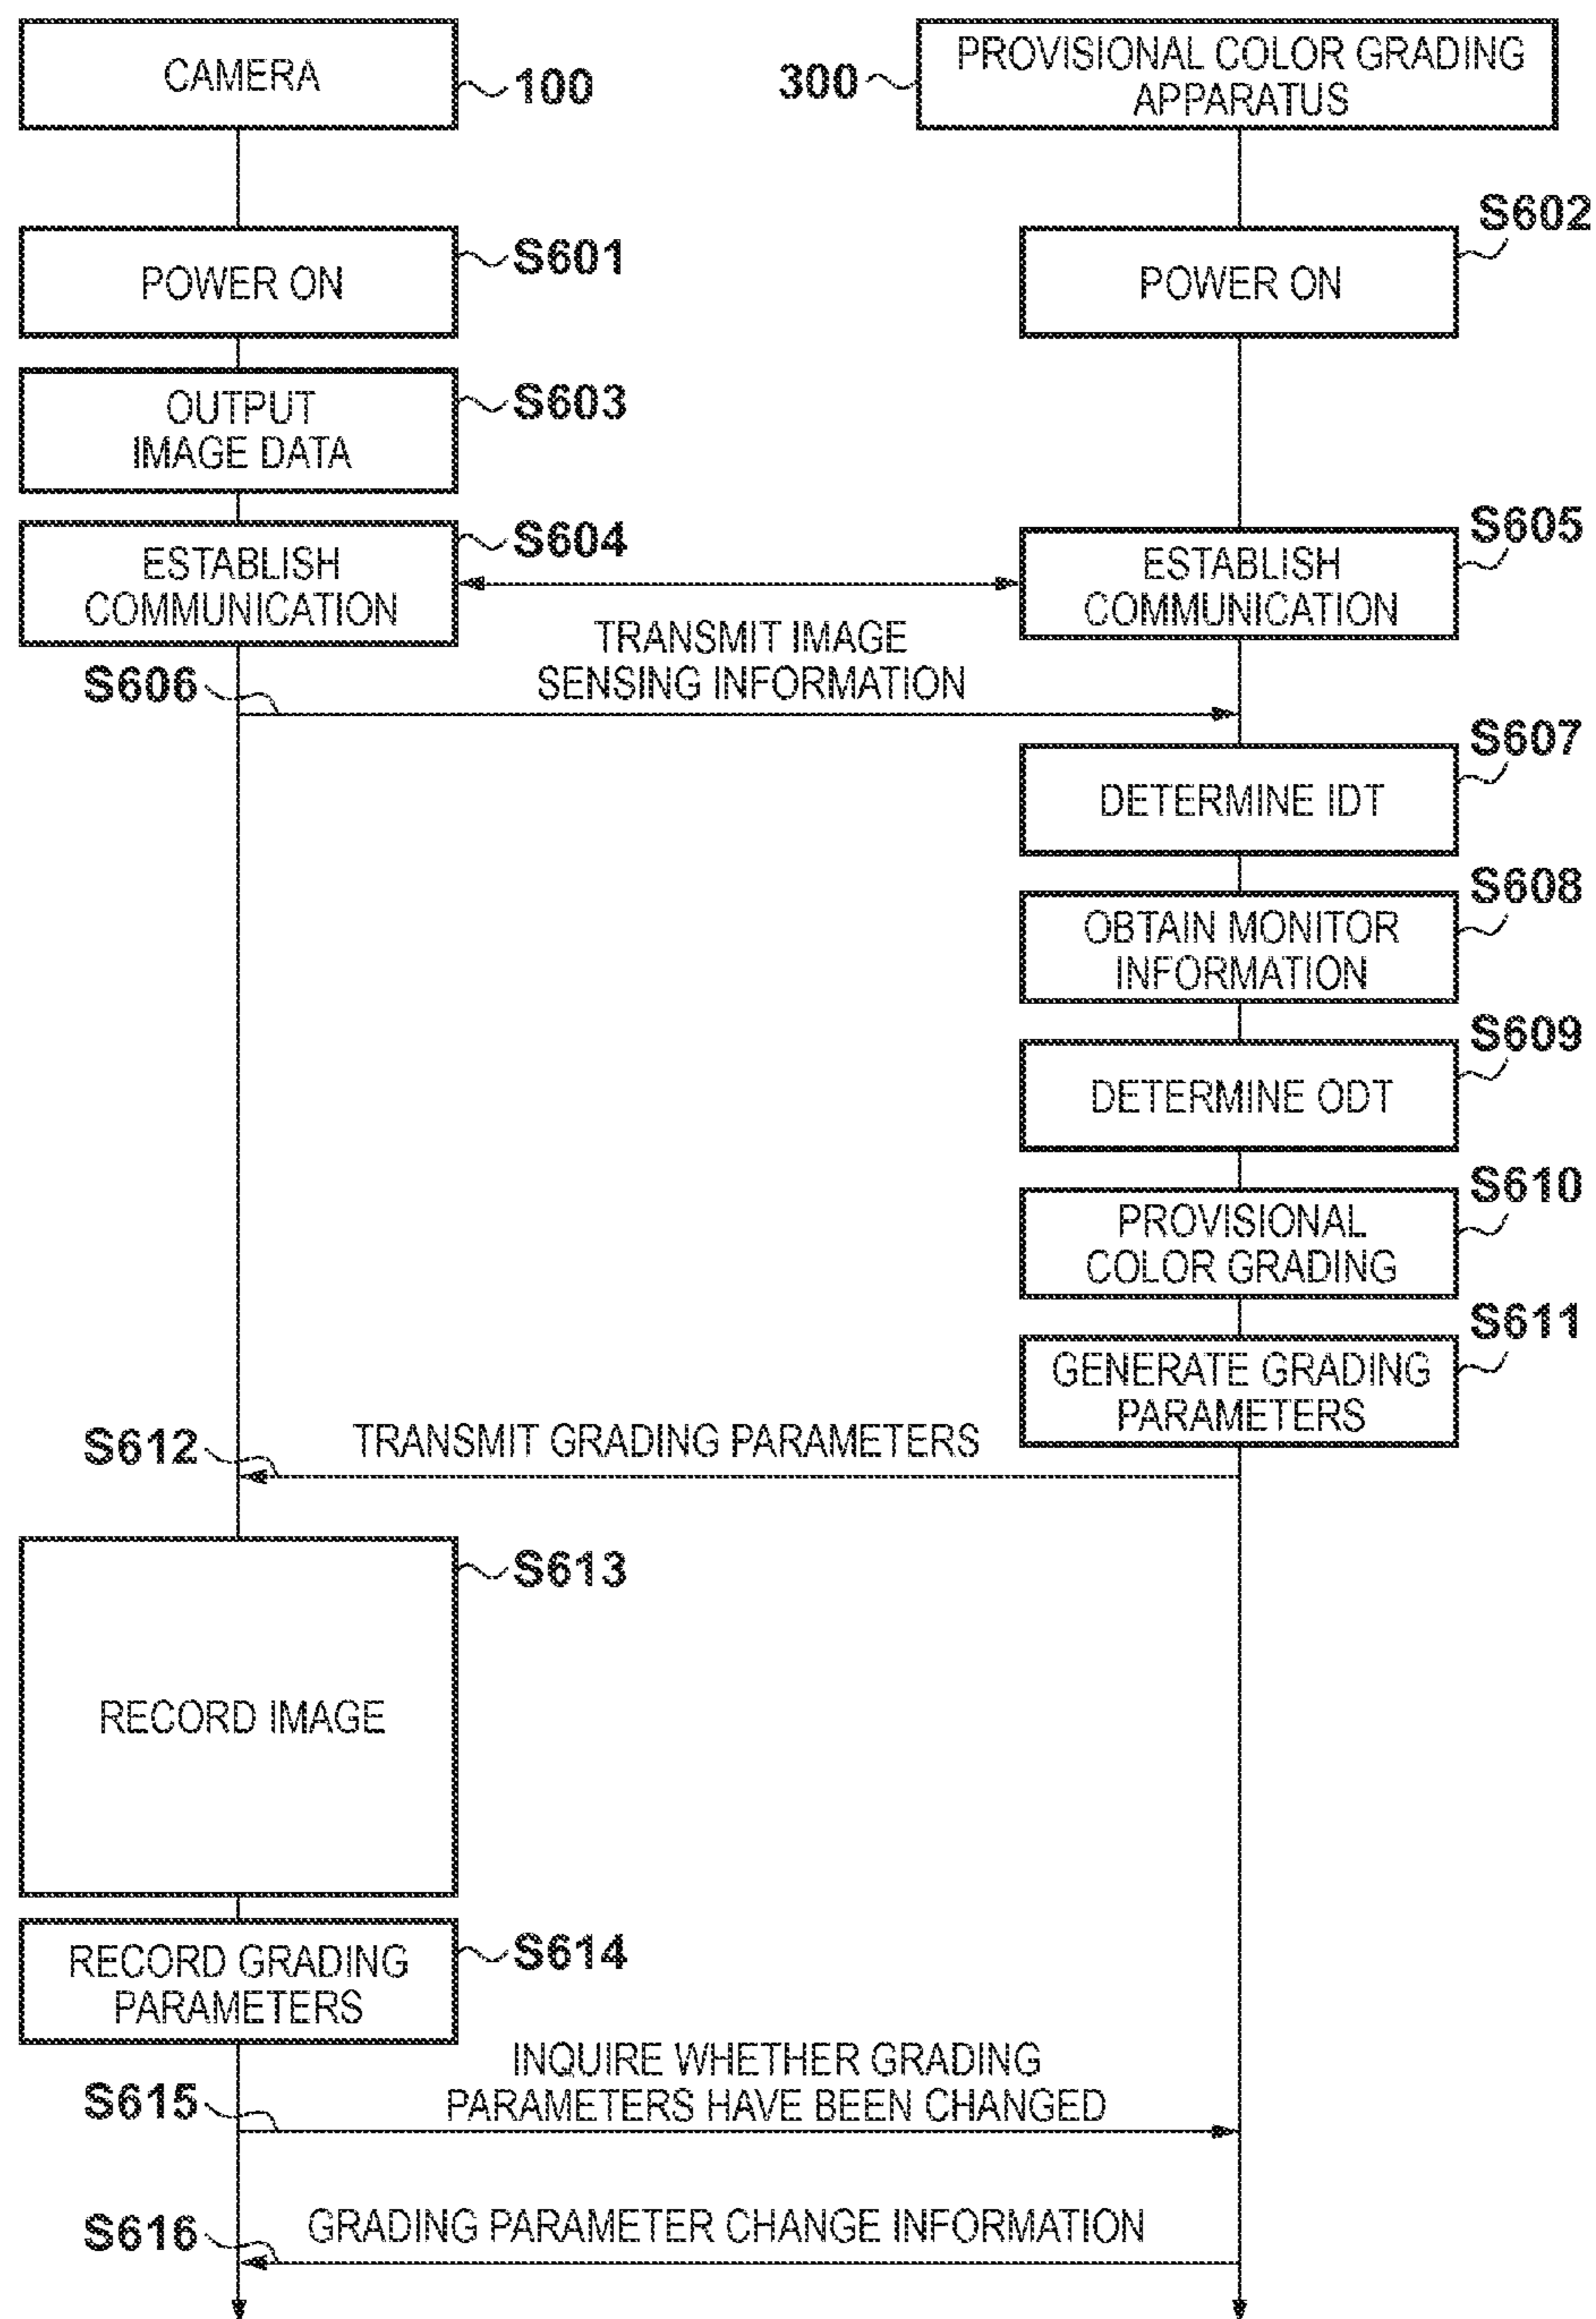 CAMERA
100
300
PROVISIONAL COLOR GRADING
APPARATUS
POWER ON
S601
POWER ON
S602
OUTPUT
IMAGE DATA
S603
ESTABLISH
COMMUNICATION
S604
ESTABLISH
COMMUNICATION
S605
TRANSMIT IMAGE
SENSING INFORMATION
S606
DETERMINE IDT
S607
OBTAIN MONITOR
INFORMATION
S608
DETERMINE ODT
S609
PROVISIONAL
COLOR GRADING
S610
GENERATE GRADING
PARAMETERS
S611
S612
TRANSMIT GRADING PARAMETERS
RECORD IMAGE
S613
RECORD GRADING
PARAMETERS
S614
INQUIRE WHETHER GRADING
PARAMETERS HAVE BEEN CHANGED
S615
S616
GRADING PARAMETER CHANGE INFORMATION